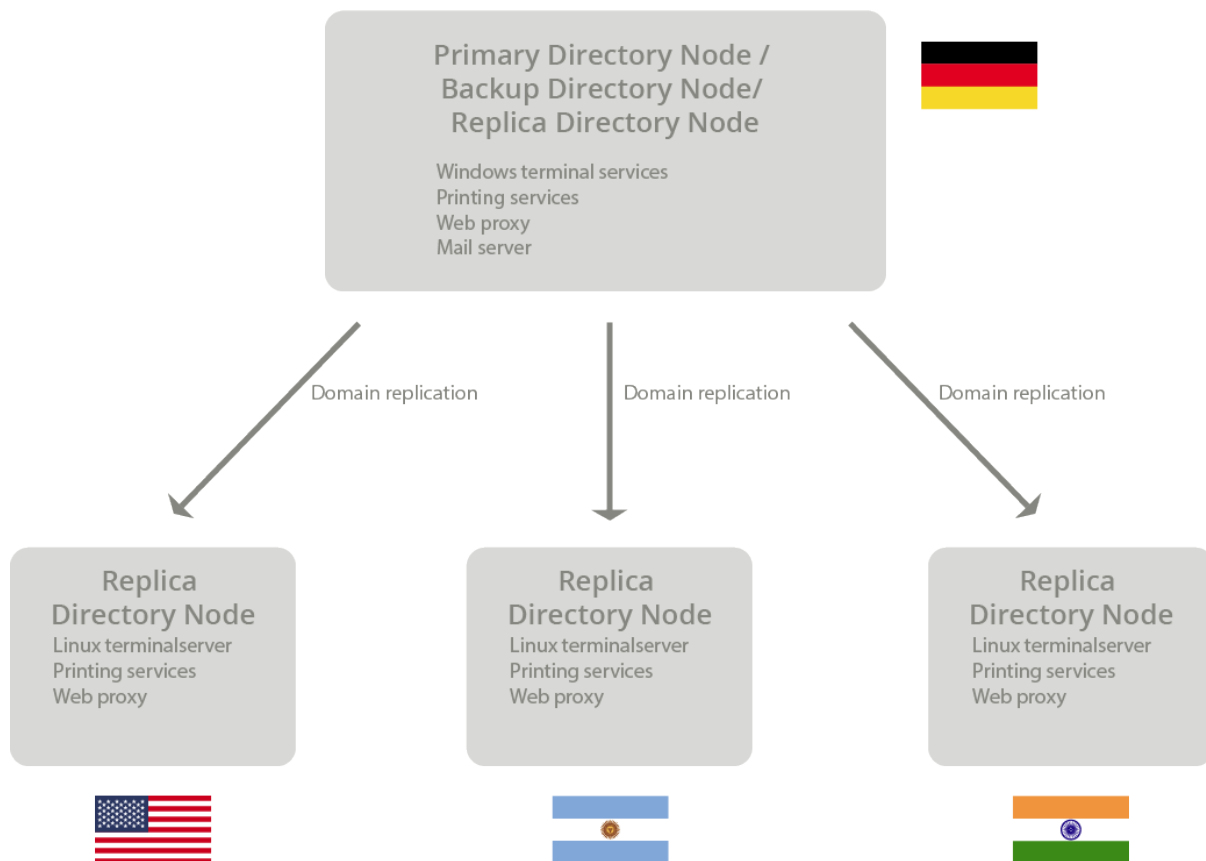 Primary Directory Node /
Backup Directory Node/
Replica Directory Node
Windows terminal services
Printing services
Web proxy
Mail server
Domain replication
Domain replication
Domain replication
Replica
Directory Node
Linux terminalserver
Printing services
Web proxy
Replica
Directory Node
Linux terminalserver
Printing services
Web proxy
Replica
Directory Node
Linux terminalserver
Printing services
Web proxy